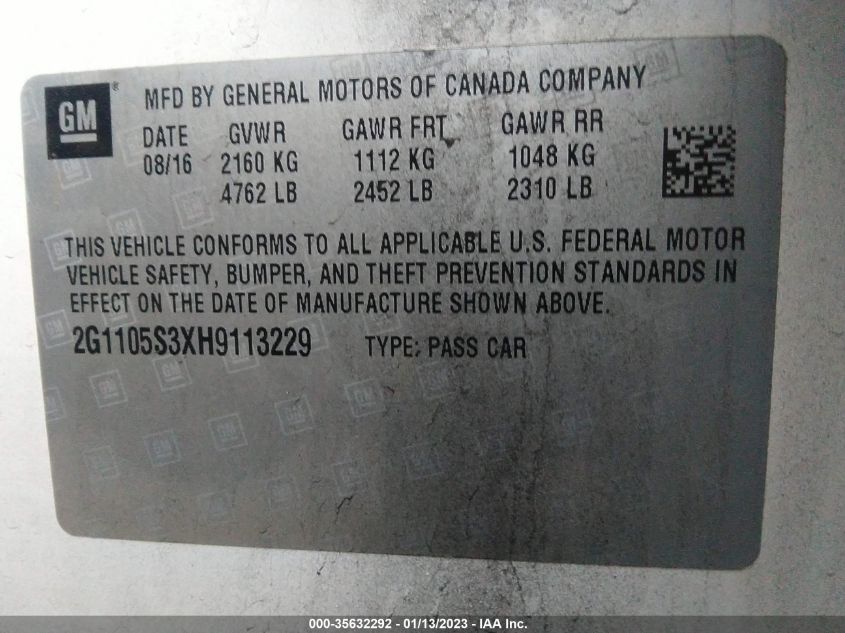 GM ® MFD BY GENERAL MOTORS OF CANADA COMPANY
DATE GVWR GAWR FRT GAWR RR
08/16 2160 KG 1112 KG 1048 KG
4762 LB 2452 LB 2310 LB
THIS VEHICLE CONFORMS TO ALL APPLICABLE U.S. FEDERAL MOTOR
VEHICLE SAFETY, BUMPER, AND THEFT PREVENTION STANDARDS IN
EFFECT ON THE DATE OF MANUFACTURE SHOWN ABOVE.
2G1105S3XH9113229 TYPE: PASS CAR
000-35632292 - 01/13/2023 - IAA Inc.